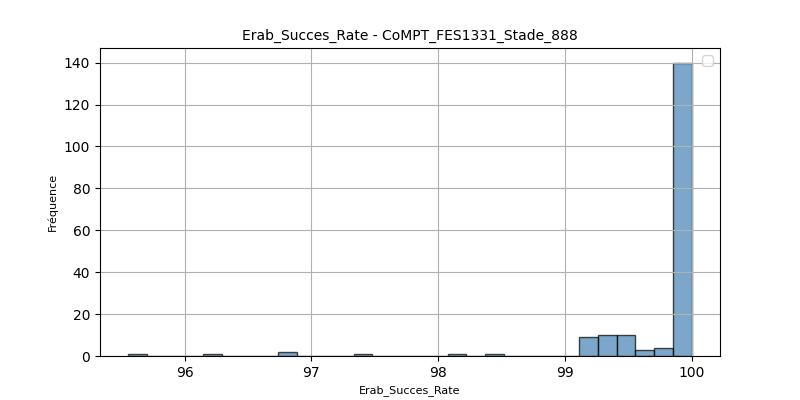 Erab_Succes_Rate - CoMPT_FES1331_Stade_888
140
120
100
80
60
40
20
0
Fréquence
96 97 98 99 100
Erab_Succes_Rate